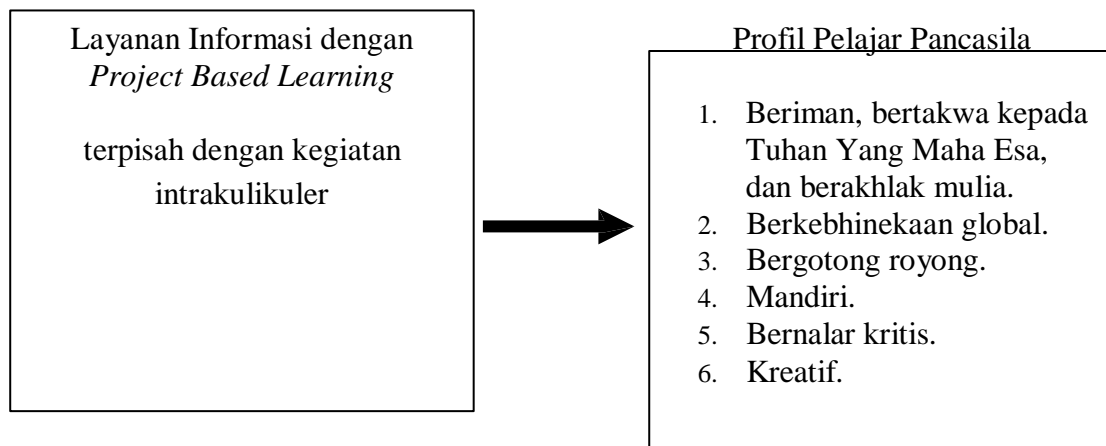 Layanan Informasi dengan
Project Based Learning
terpisah dengan kegiatan
intrakulikuler
Profil Pelajar Pancasila
1. Beriman, bertakwa kepada
Tuhan Yang Maha Esa,
dan berakhlak mulia.
2. Berkebhinekaan global.
3. Bergotong royong.
4. Mandiri.
5. Bernalar kritis.
6. Kreatif.